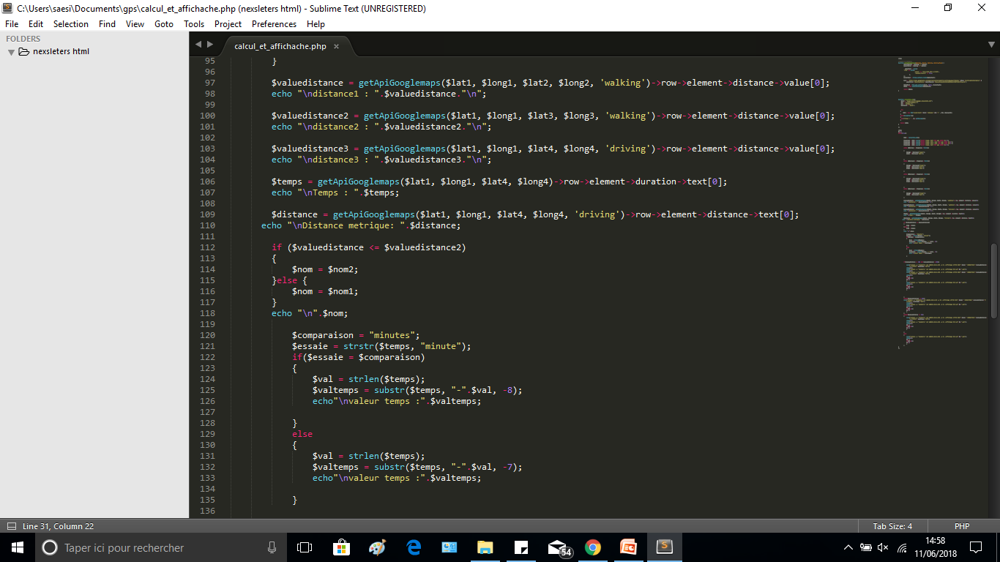 C:\Users\saesi\Documents\gps\calcul_et_affichache.php (nexsleters html) - Sublime Text (UNREGISTERED)
File Edit Selection Find View Goto Tools Project Preferences Help
FOLDERS
nexsleters html
calcul_et_affichache.php ×
95 }
96
97 $valuedistance = getApiGooglemaps($lat1, $long1, $lat2, $long2, 'walking')->row->element->distance->value[0];
98 echo "\ndistance1 : ".$valuedistance."\n";
99
100 $valuedistance2 = getApiGooglemaps($lat1, $long1, $lat3, $long3, 'walking')->row->element->distance->value[0];
101 echo "\ndistance2 : ".$valuedistance2."\n";
102
103 $valuedistance3 = getApiGooglemaps($lat1, $long1, $lat4, $long4, 'driving')->row->element->distance->value[0];
104 echo "\ndistance3 : ".$valuedistance3."\n";
105
106 $temps = getApiGooglemaps($lat1, $long1, $lat4, $long4)->row->element->duration->text[0];
107 echo "\nTemps : ".$temps;
108
109 $distance = getApiGooglemaps($lat1, $long1, $lat4, $long4, 'driving')->row->element->distance->text[0];
110 echo "\nDistance metrique: ".$distance;
111
112 if ($valuedistance <= $valuedistance2)
113 {
114 $nom = $nom2;
115 }else {
116 $nom = $nom1;
117 }
118 echo "\n".$nom;
119
120 $comparaison = "minutes";
121 $essaie = strstr($temps, "minute");
122 if($essaie = $comparaison)
123 {
124 $val = strlen($temps);
125 $valtemps = substr($temps, "-".$val, -8);
126 echo"\nvaleur temps :".$valtemps;
127
128 }
129 else
130 {
131 $val = strlen($temps);
132 $valtemps = substr($temps, "-".$val, -7);
133 echo"\nvaleur temps :".$valtemps;
134
135 }
136
Line 31, Column 22
Tab Size: 4
PHP
Taper ici pour rechercher
54
14:58
11/06/2018